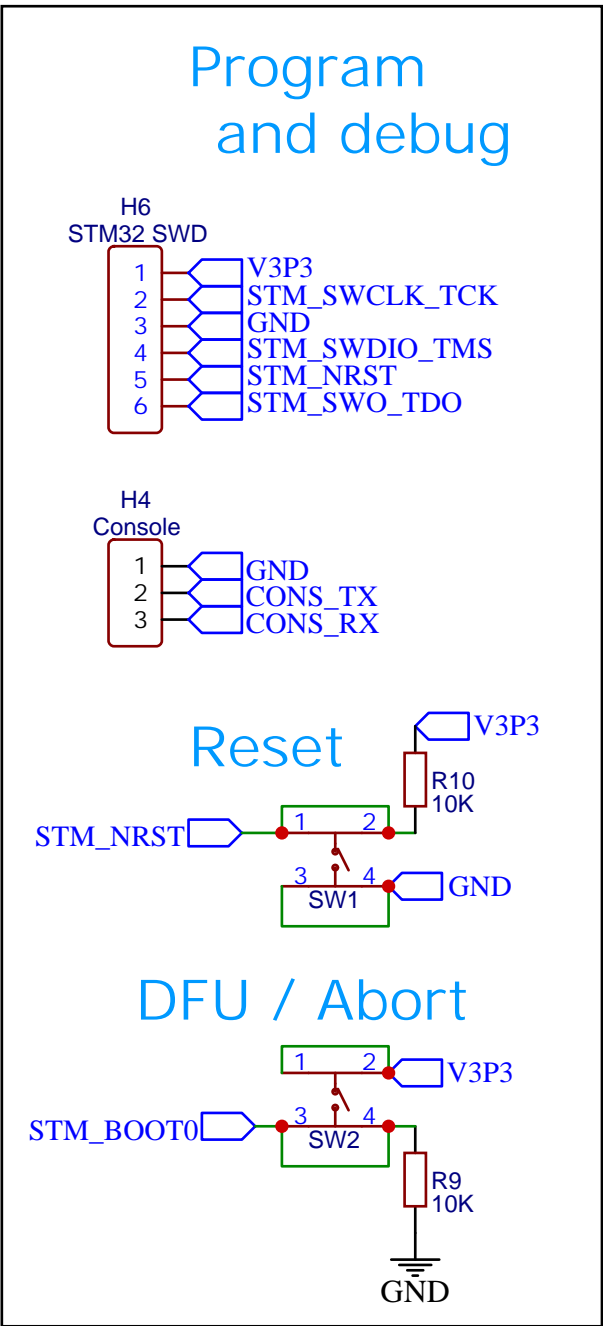 Program
and debug
H6
STM32 SWD
1 V3P3
2 STM_SWCLK_TCK
3 GND
4 STM_SWDIO_TMS
5 STM_NRST
6 STM_SWO_TDO
H4
Console
1 GND
2 CONS_TX
3 CONS_RX
Reset
V3P3
R10
10K
STM_NRST
1 2
3 4
GND
SW1
DFU / Abort
1 2
V3P3
STM_BOOT0
3 4
SW2
R9
10K
GND